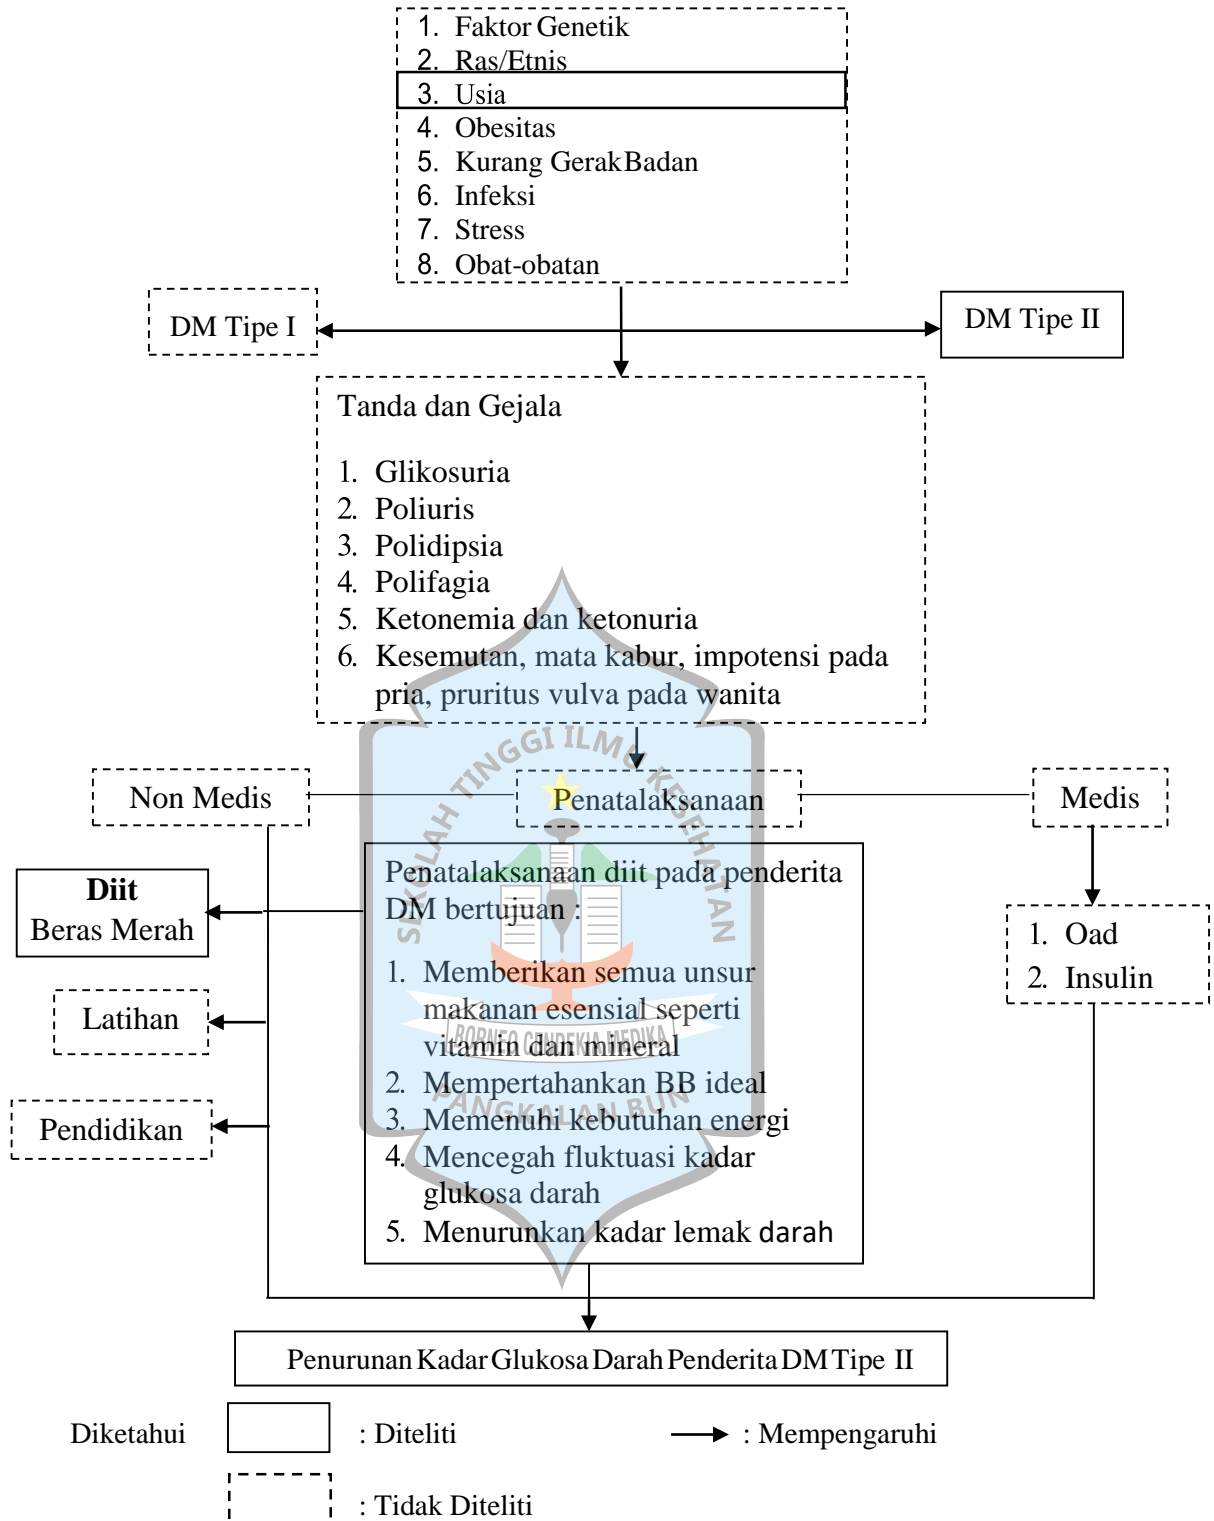 1. Faktor Genetik
2. Ras/Etnis
3. Usia
4. Obesitas
5. Kurang Gerak Badan
6. Infeksi
7. Stress
8. Obat-obatan
DM Tipe I
DM Tipe II
Tanda dan Gejala
1. Glikosuria
2. Poliuris
3. Polidipsia
4. Polifagia
5. Ketonemia dan ketonuria
6. Kesemutan, mata kabur, impotensi pada
pria, pruritus vulva pada wanita
Non Medis
Penatalaksanaan
Medis
Diit
Beras Merah
Latihan
Pendidikan
Penatalaksanaan diit pada penderita
DM bertujuan :
1. Memberikan semua unsur
makanan esensial seperti
vitamin dan mineral
2. Mempertahankan BB ideal
3. Memenuhi kebutuhan energi
4. Mencegah fluktuasi kadar
glukosa darah
5. Menurunkan kadar lemak darah
1. Oad
2. Insulin
SEKOLAH TINGGI ILMU KESEHATAN
BORNEO CENDEKIA MEDIKA
PANGKALAN BUN
Penurunan Kadar Glukosa Darah Penderita DM Tipe II
Diketahui
: Diteliti
: Mempengaruhi
: Tidak Diteliti